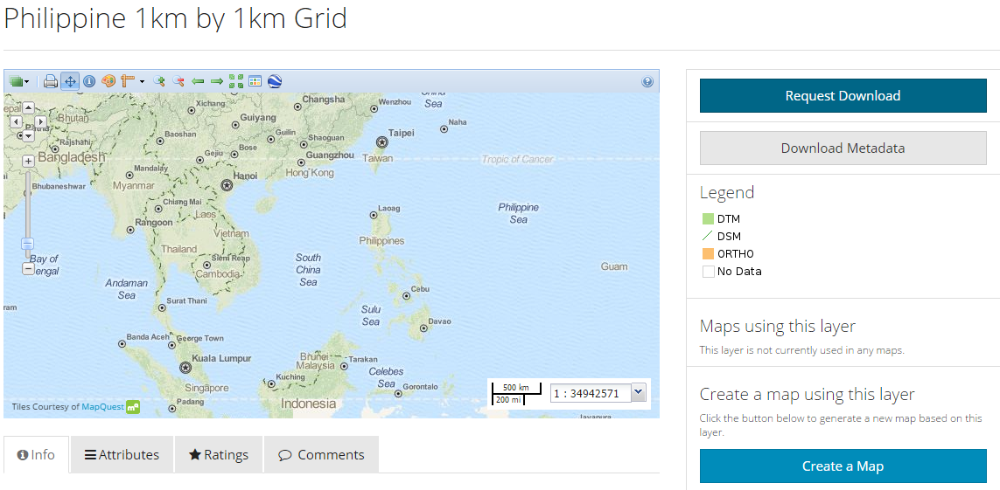 Philippine 1km by 1km Grid
China
Sea
Xichang
Changsha
Wenzhou
Bhutan
Guiyang
Naha
Rajshahi
Baoshan
Guilin
Shaoguan
Taipei
Bangladesh
Gejiu
Bose
Guangzhou
Taiwan
Tropic of Cancer
Mandalay
Hanoi
Hong Kong
Bhubaneshwar
Myanmar
Chiang Mai
Laos
Laoag
Philippine
Sea
Rangoon
Vietnam
Philippines
Thailand
Siem Reap
Cambodia
South
China
Sea
Guam
Bay of
engal
Andaman
Sea
Cebu
ram
Surat Thani
Sulu
Sea
Davao
Banda Aceh
George Town
Kuala Lumpur
Brunei
Malaysia
Tarakan
Celebes
Sea
Kuching
Singapore
Gorontalo
Padang
Indonesia
Jayapura
500 km
200 mi
1 : 34942571
Tiles Courtesy of MapQuest m
Info
Attributes
Ratings
Comments
Request Download
Download Metadata
Legend
DTM
DSM
ORTHO
No Data
Maps using this layer
This layer is not currently used in any maps.
Create a map using this layer
Click the button below to generate a new map based on this
layer.
Create a Map